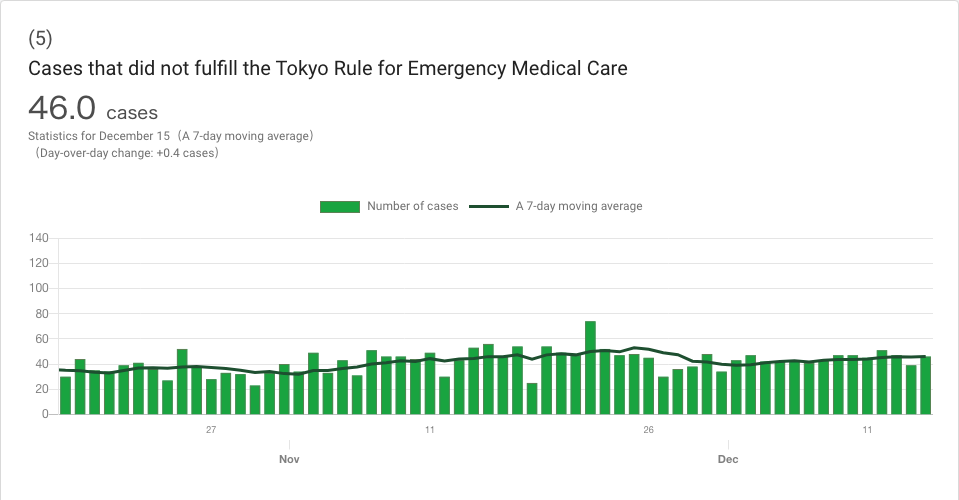 (5)
Cases that did not fulfill the Tokyo Rule for Emergency Medical Care
46.0 cases
Statistics for December 15（A 7-day moving average）
（Day-over-day change: +0.4 cases）
Number of cases A 7-day moving average
140
120
100
80
60
40
20
0
27 11 26 11
Nov Dec